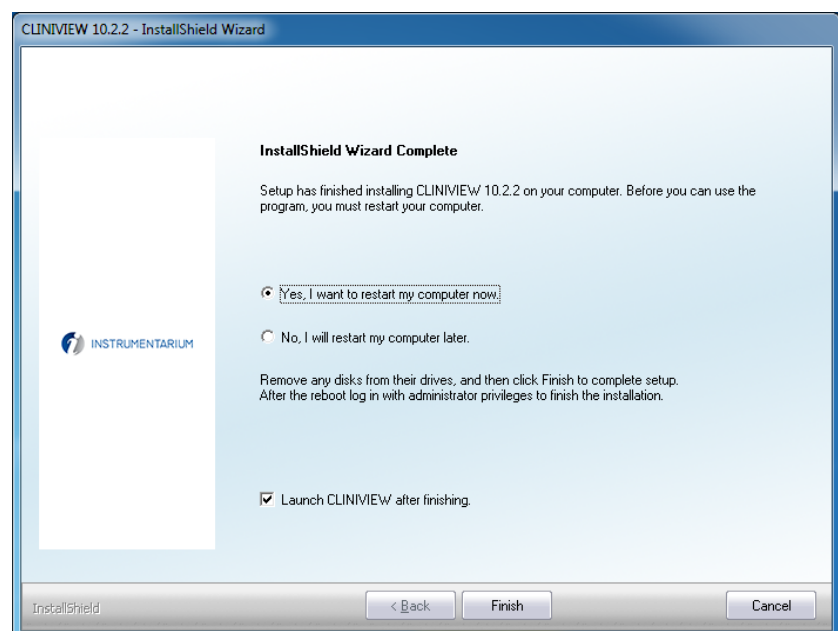 CLINIVIEW 10.2.2 - InstallShield Wizard
InstallShield Wizard Complete
Setup has finished installing CLINIVIEW 10.2.2 on your computer. Before you can use the
program, you must restart your computer.
Yes, I want to restart my computer now.
INSTRUMENTARIUM
No, I will restart my computer later.
Remove any disks from their drives, and then click Finish to complete setup.
After the reboot log in with administrator privileges to finish the installation.
Launch CLINIVIEW after finishing.
InstallShield
< Back
Finish
Cancel